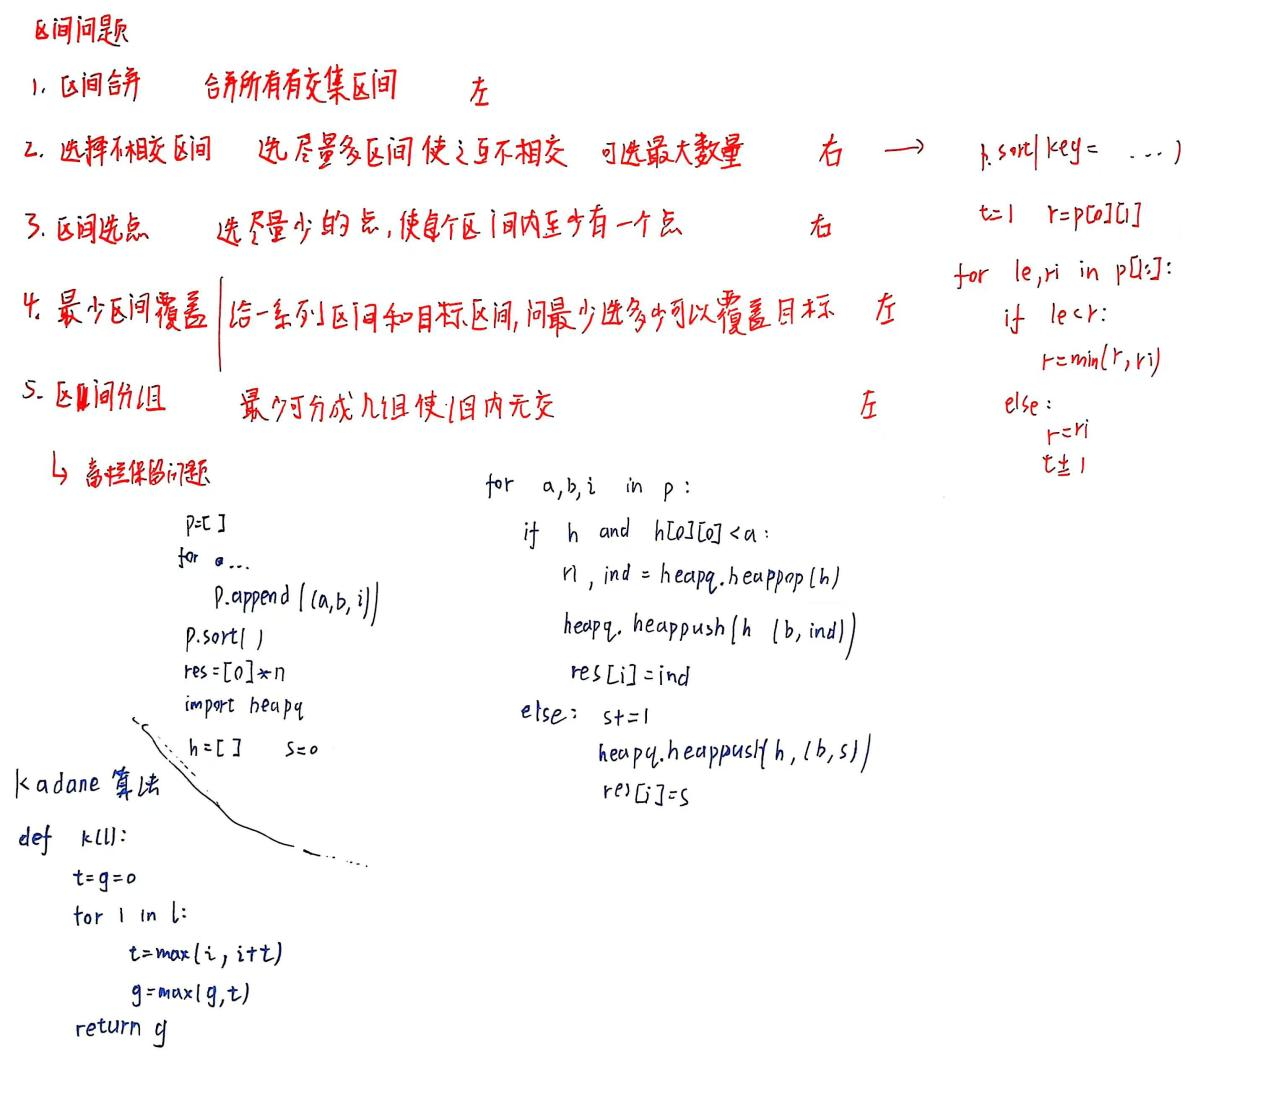 区间问题
1. 区间合并 合并所有有交集区间 左
2. 选择不相交区间 选尽量多区间使之互不相交 可选最大数量 右 →
3. 区间选点 选尽量少的点,使每个区间内至少有一个点 右
4. 最少区间覆盖 给一系列区间和目标区间,问最少选多少可以覆盖目标 左
5. 区间分组 最少可分成几组使组内无交 左
↳ 畜栏保留问题
p.sort(key= ...)
t=1 r=p[0][1]
for le,ri in p[1:]:
if le<r:
r=min(r,ri)
else:
r=ri
t+=1
p=[]
for ...
p.append((a,b,i))
p.sort()
res=[0]*n
import heapq
h=[] s=0
for a,b,i in p:
if h and h[0][0]<a:
ri,ind=heapq.heappop(h)
heapq.heappush(h (b,ind))
res[i]=ind
else: s+=1
heapq.heappush(h,(b,s))
res[i]=s
Kadane 算法
def k(l):
t=g=0
for i in l:
t=max(i,i+t)
g=max(g,t)
return g